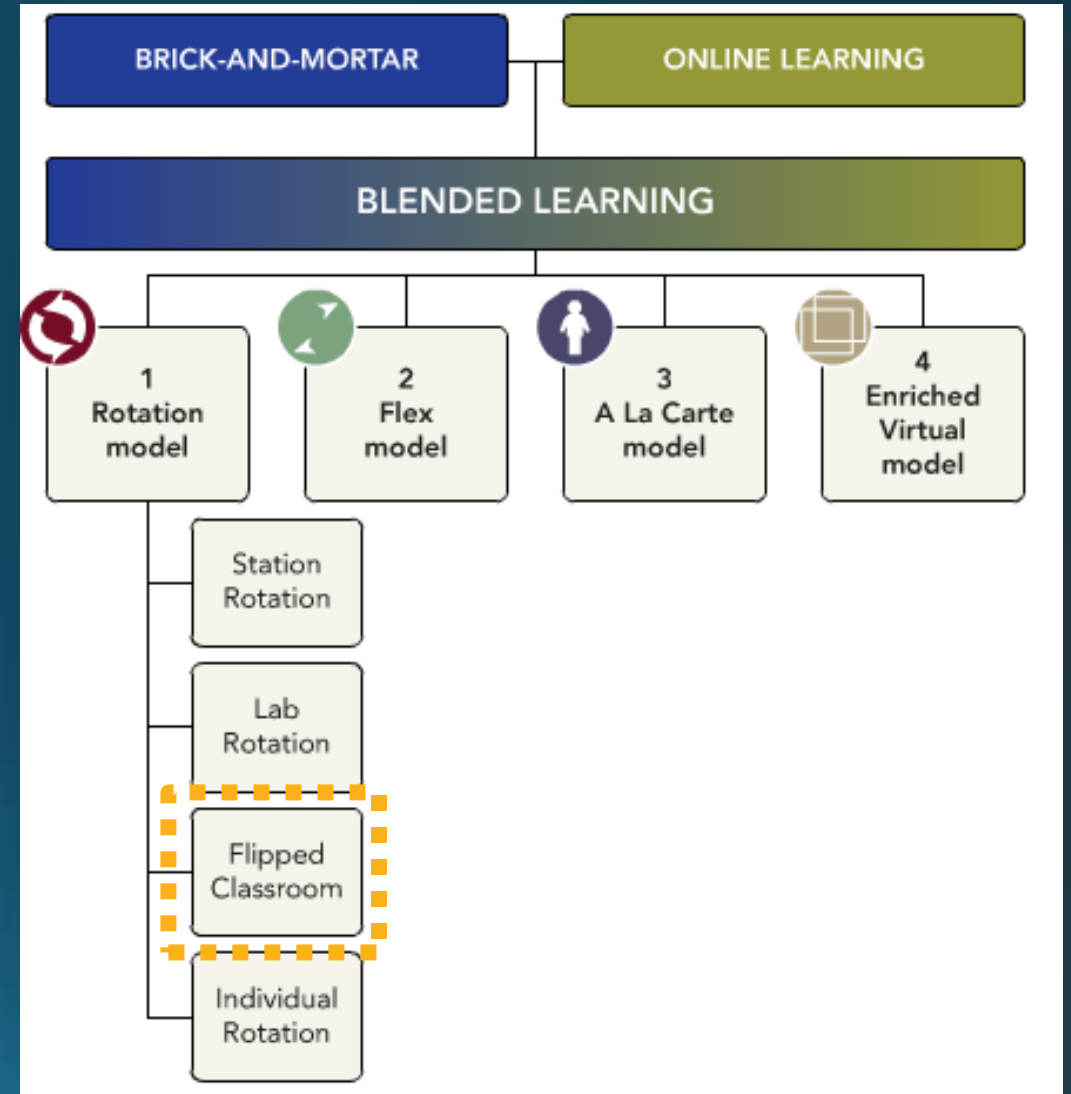 BRICK-AND-MORTAR
ONLINE LEARNING
BLENDED LEARNING
1
Rotation
model
2
Flex
model
3
A La Carte
model
4
Enriched
Virtual
model
Station
Rotation
Lab
Rotation
Flipped
Classroom
Individual
Rotation